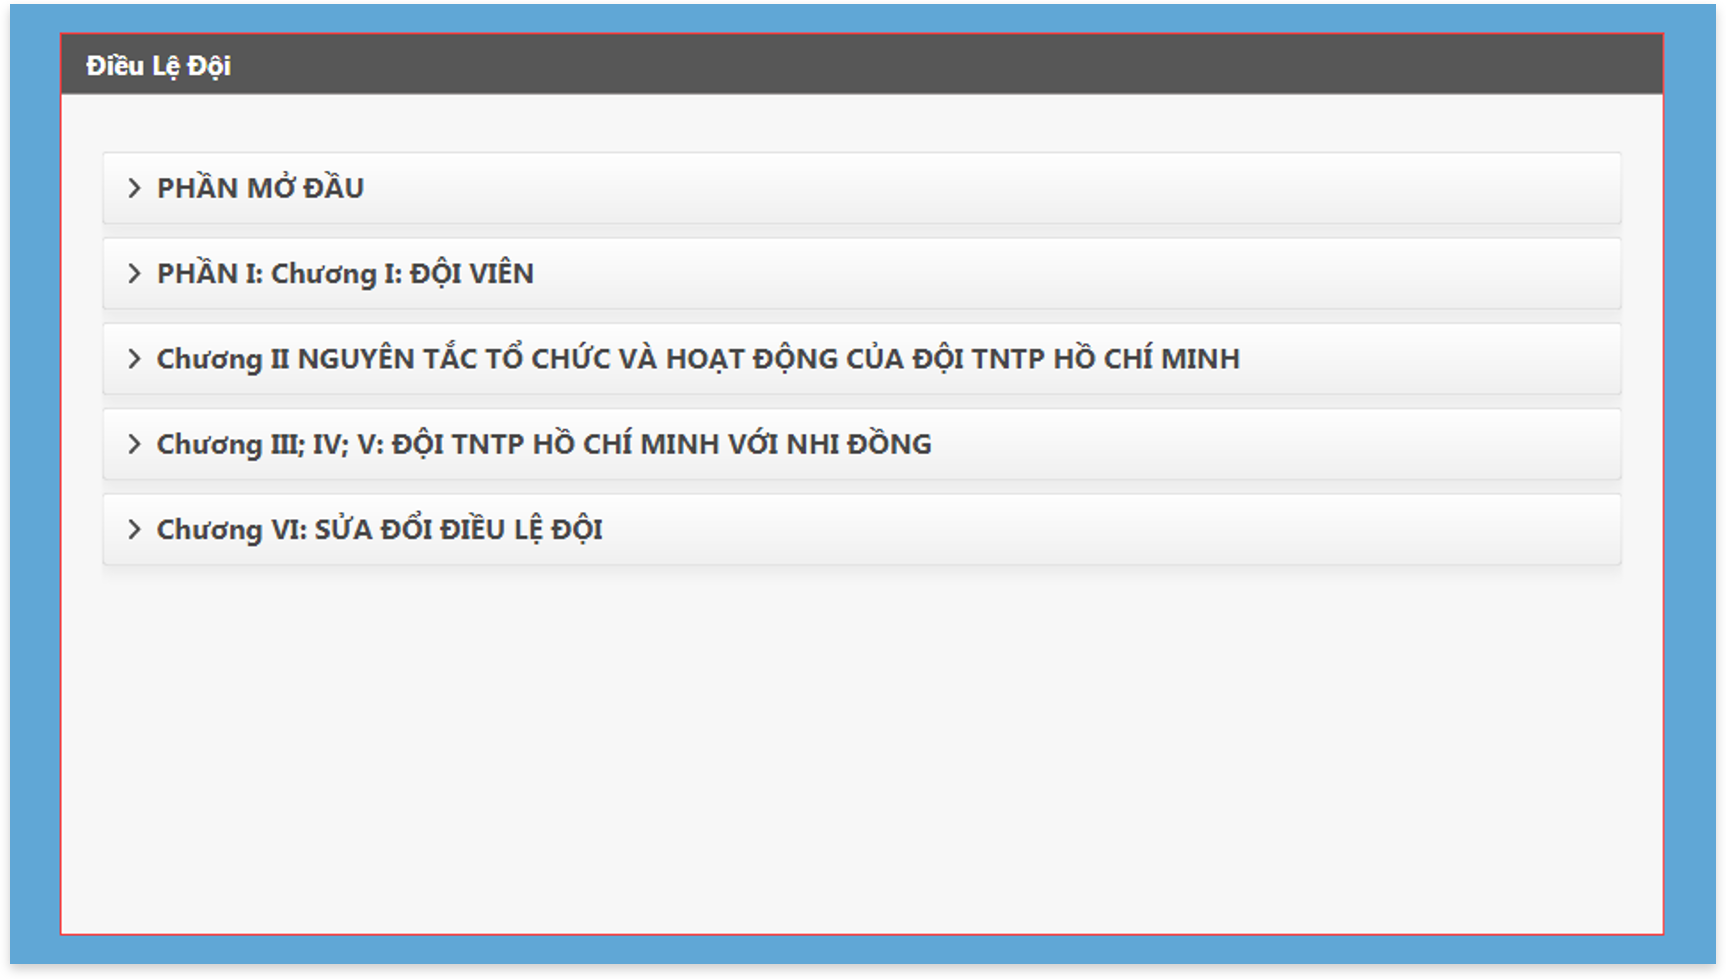 Điều Lệ Đội
PHẦN MỞ ĐẦU
PHẦN I: Chương I: ĐỘI VIÊN
Chương II NGUYÊN TẮC TỔ CHỨC VÀ HOẠT ĐỘNG CỦA ĐỘI TNTP HỒ CHÍ MINH
Chương III; IV; V: ĐỘI TNTP HỒ CHÍ MINH VỚI NHI ĐỒNG
Chương VI: SỬA ĐỔI ĐIỀU LỆ ĐỘI